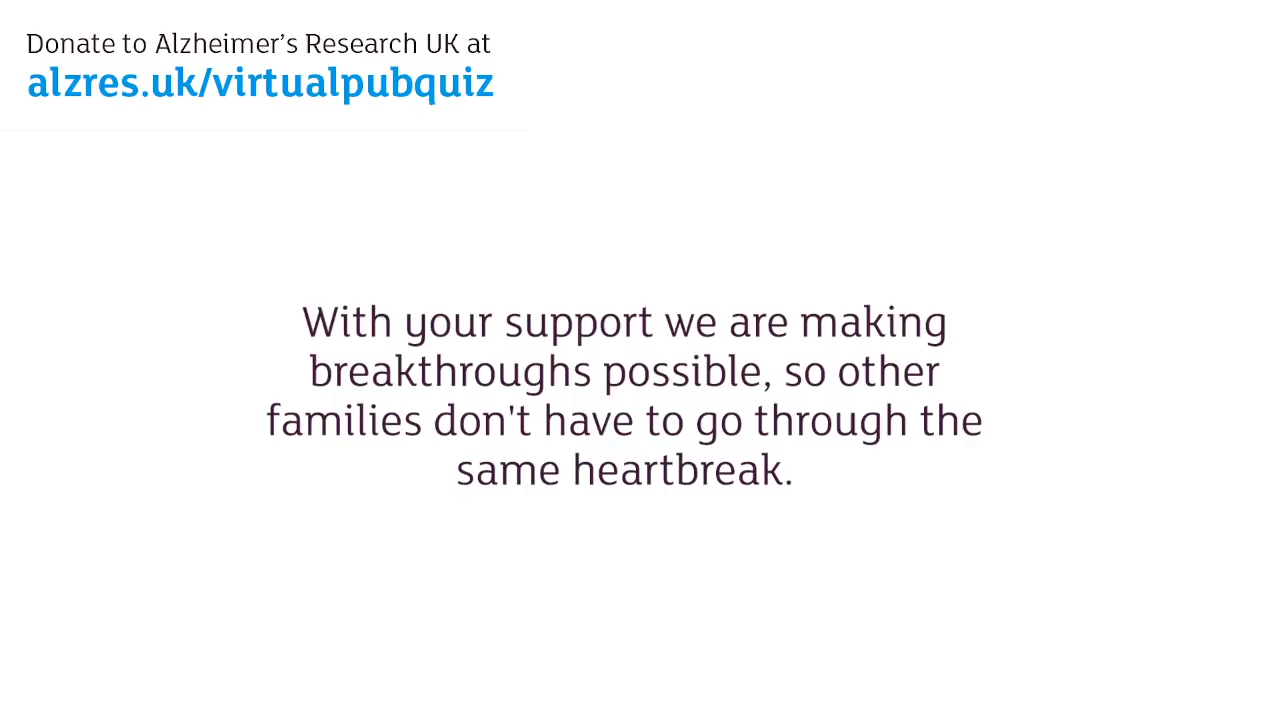 Donate to Alzheimer’s Research UK at
alzres.uk/virtualpubquiz
With your support we are making
breakthroughs possible, so other
families don't have to go through the
same heartbreak.